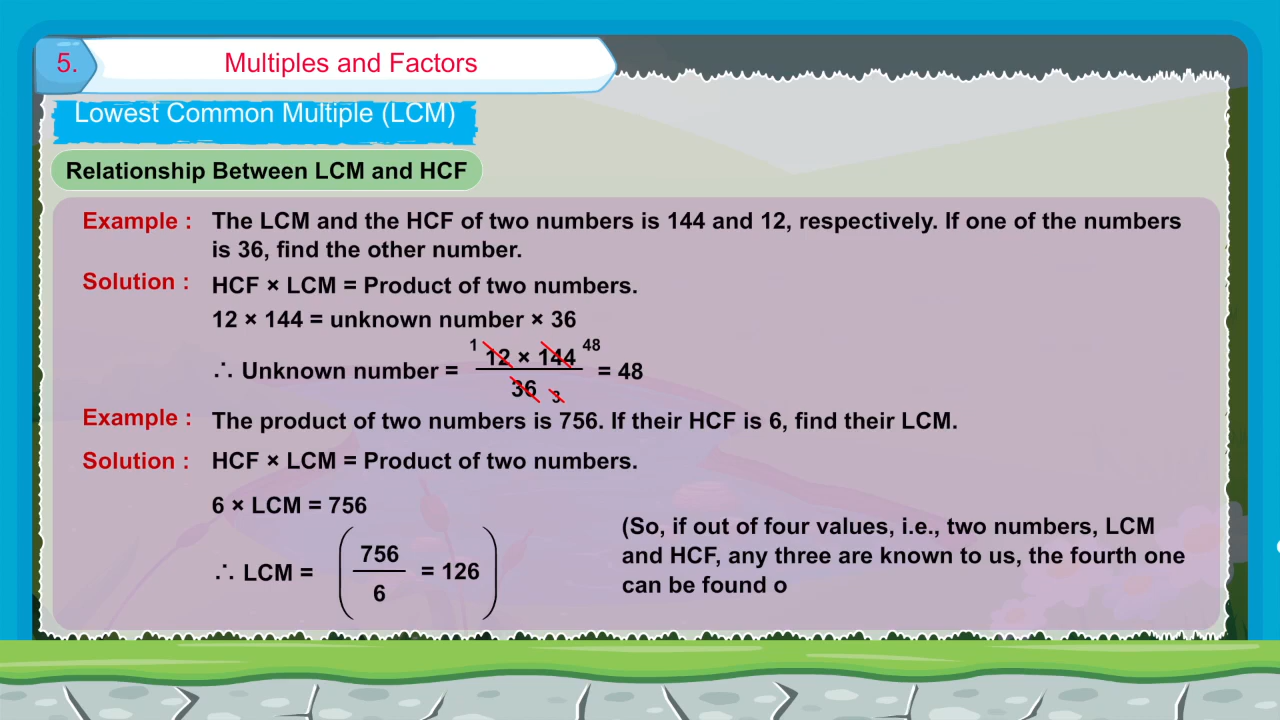 5.
Multiples and Factors
Lowest Common Multiple (LCM)
Relationship Between LCM and HCF
Example : The LCM and the HCF of two numbers is 144 and 12, respectively. If one of the numbers
is 36, find the other number.
Solution : HCF × LCM = Product of two numbers.
12 × 144 = unknown number × 36
1 12 × 144 48
∴ Unknown number = = 48
36 3
Example : The product of two numbers is 756. If their HCF is 6, find their LCM.
Solution : HCF × LCM = Product of two numbers.
6 × LCM = 756
756
∴ LCM = ( = 126 )
6
(So, if out of four values, i.e., two numbers, LCM
and HCF, any three are known to us, the fourth one
can be found o